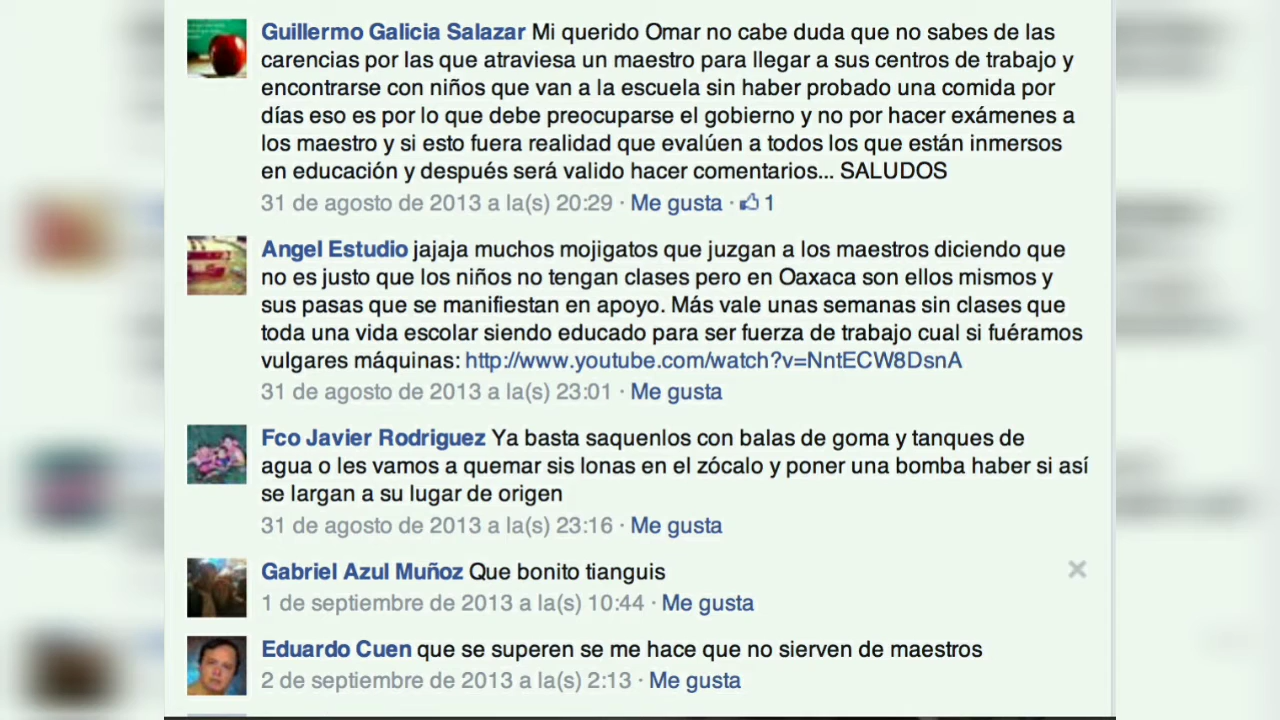 Guillermo Galicia Salazar Mi querido Omar no cabe duda que no sabes de las
carencias por las que atraviesa un maestro para llegar a sus centros de trabajo y
encontrarse con niños que van a la escuela sin haber probado una comida por
días eso es por lo que debe preocuparse el gobierno y no por hacer exámenes a
los maestro y si esto fuera realidad que evalúen a todos los que están inmersos
en educación y después será valido hacer comentarios... SALUDOS
31 de agosto de 2013 a la(s) 20:29 · Me gusta · 1
Angel Estudio jajaja muchos mojigatos que juzgan a los maestros diciendo que
no es justo que los niños no tengan clases pero en Oaxaca son ellos mismos y
sus pasas que se manifiestan en apoyo. Más vale unas semanas sin clases que
toda una vida escolar siendo educado para ser fuerza de trabajo cual si fuéramos
vulgares máquinas: http://www.youtube.com/watch?v=NntECW8DsnA
31 de agosto de 2013 a la(s) 23:01 · Me gusta
Fco Javier Rodriguez Ya basta saquenlos con balas de goma y tanques de
agua o les vamos a quemar sis lonas en el zócalo y poner una bomba haber si así
se largan a su lugar de origen
31 de agosto de 2013 a la(s) 23:16 · Me gusta
Gabriel Azul Muñoz Que bonito tianguis
1 de septiembre de 2013 a la(s) 10:44 · Me gusta
Eduardo Cuen que se superen se me hace que no sierven de maestros
2 de septiembre de 2013 a la(s) 2:13 · Me gusta